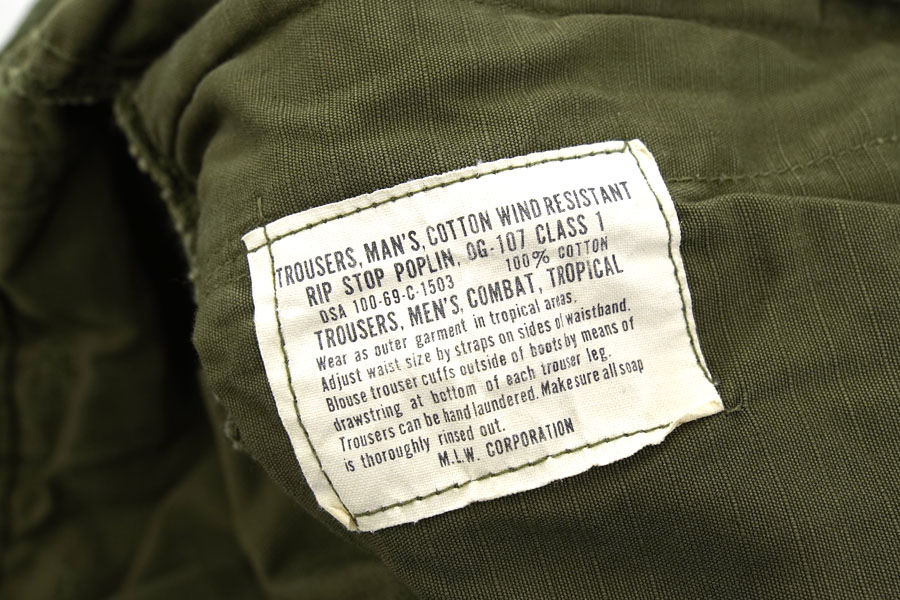 TROUSERS, MAN'S, COTTON WIND RESISTANT
RIP STOP POPLIN, OG-107 CLASS 1
DSA 100-69-C-1503 100% COTTON
TROUSERS, MEN'S, COMBAT, TROPICAL
Wear as outer garment in tropical areas.
Adjust waist size by straps on sides of waistband.
Blouse trouser cuffs outside of boots by means of
drawstring at bottom of each trouser leg.
Trousers can be hand laundered. Make sure all soap
is thoroughly rinsed out.
M.L.W. CORPORATION